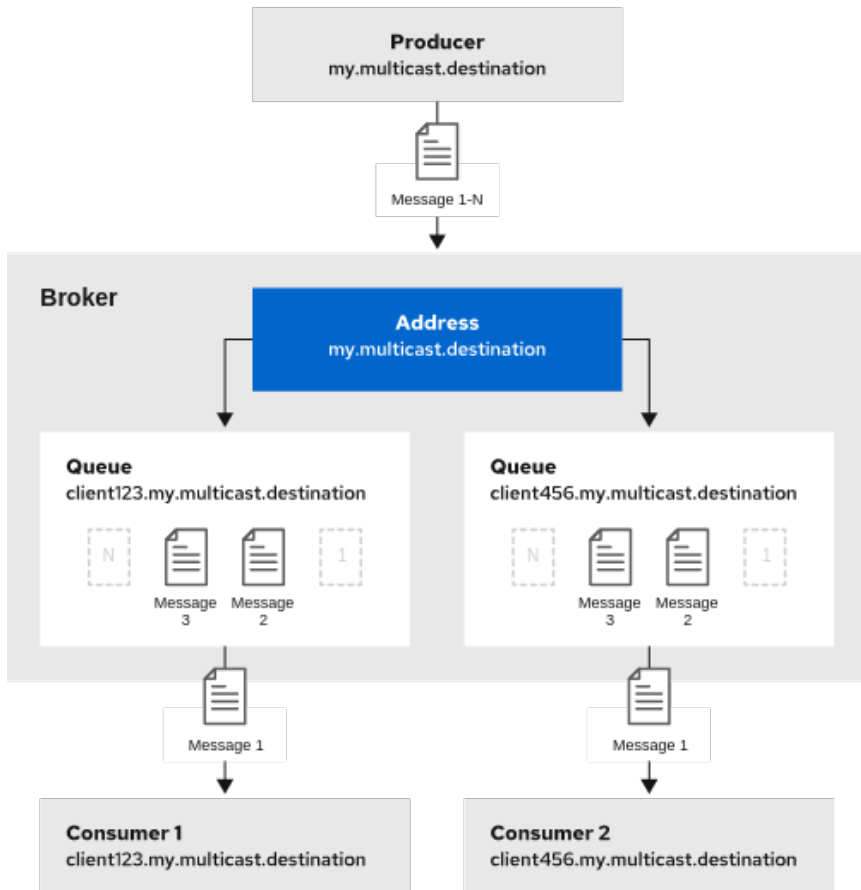 Producer
my.multicast.destination
Message 1-N
Broker
Address
my.multicast.destination
Queue
client123.my.multicast.destination
N
1
Message
3
Message
2
Queue
client456.my.multicast.destination
N
1
Message
3
Message
2
Message 1
Message 1
Consumer 1
client123.my.multicast.destination
Consumer 2
client456.my.multicast.destination